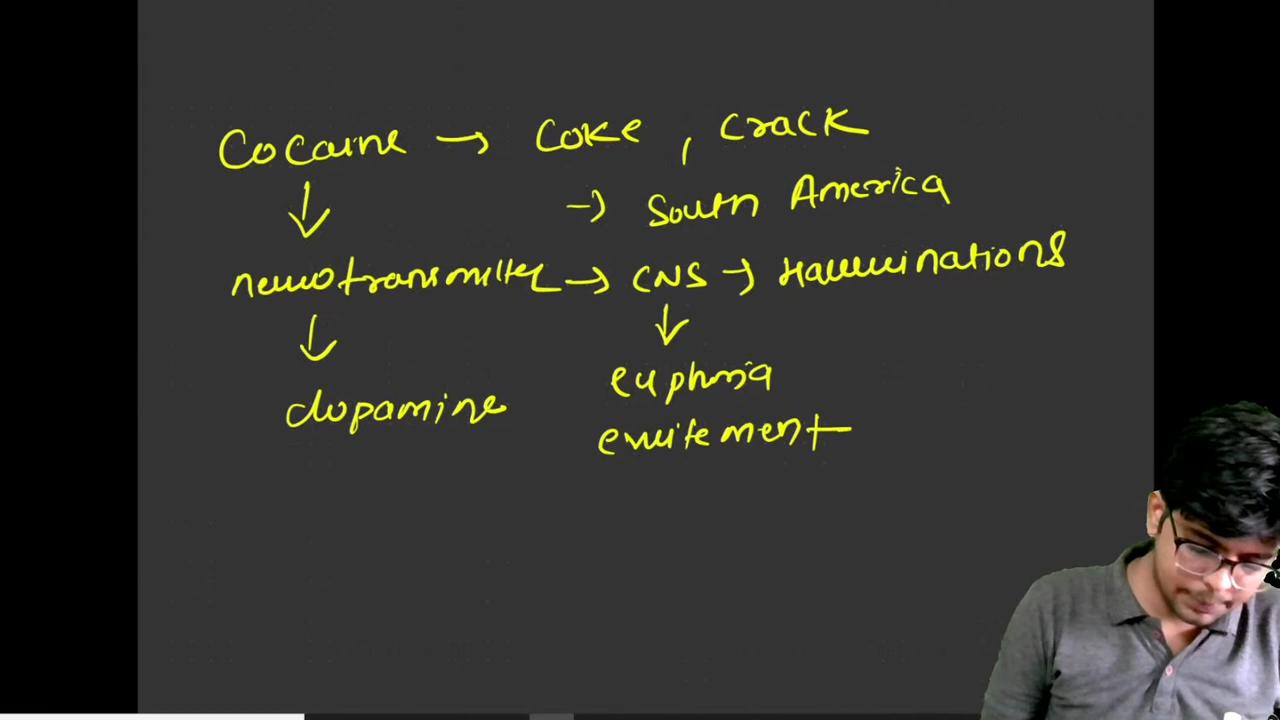 Cocaine → Coke, Crack
↓ → South America
neurotransmitter → CNS → Hallucinations
↓ ↓
dopamine euphoria
excitement